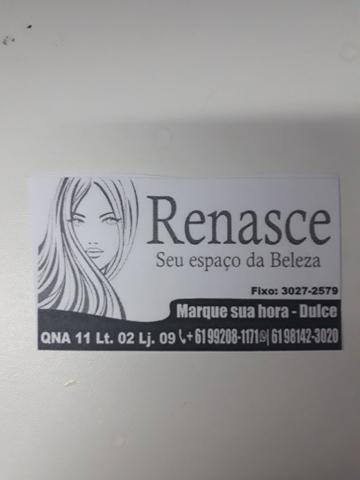 Renasce
Seu espaço da Beleza
Fixo: 3027-2579
Marque sua hora - Dulce
QNA 11 Lt. 02 Lj. 09 + 61 99208-1171 | 61 98142-3020